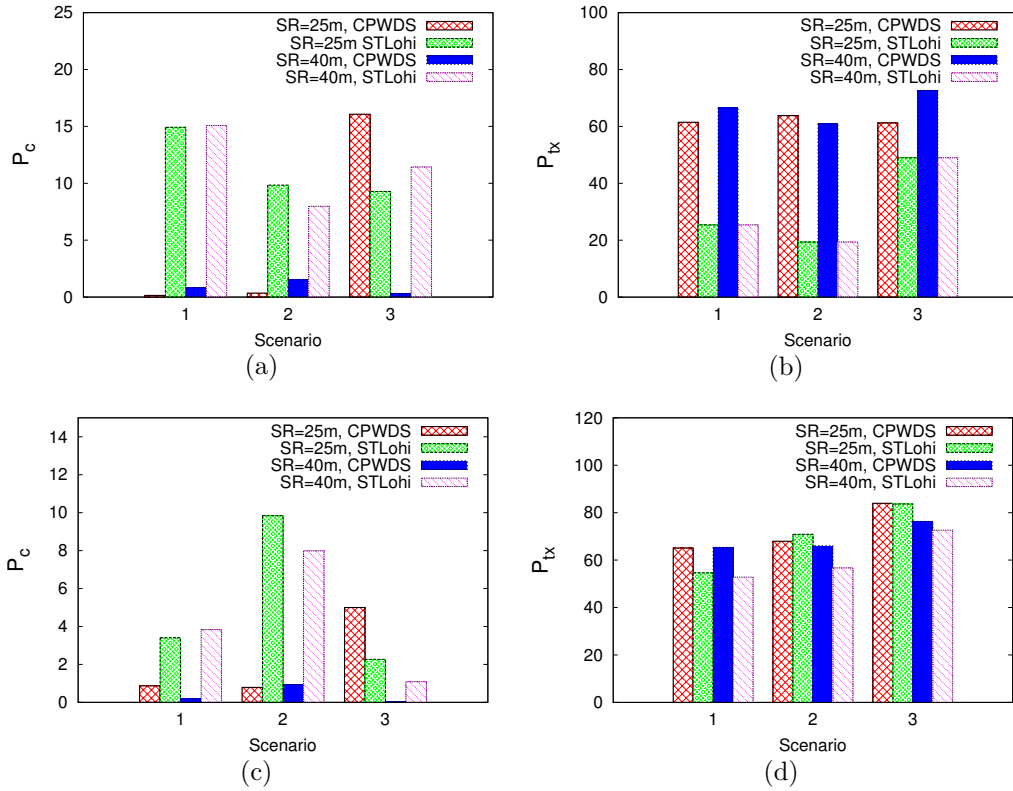 25
20
15
10
5
0
P_c
SR=25m, CPWDS
SR=25m STLohi
SR=40m, CPWDS
SR=40m, STLohi
1 2 3
Scenario
(a)
100
80
60
40
20
0
P_tx
SR=25m, CPWDS
SR=25m, STLohi
SR=40m, CPWDS
SR=40m, STLohi
1 2 3
Scenario
(b)
14
12
10
8
6
4
2
0
P_c
SR=25m, CPWDS
SR=25m, STLohi
SR=40m, CPWDS
SR=40m, STLohi
1 2 3
Scenario
(c)
120
100
80
60
40
20
0
P_tx
SR=25m, CPWDS
SR=25m, STLohi
SR=40m, CPWDS
SR=40m, STLohi
1 2 3
Scenario
(d)